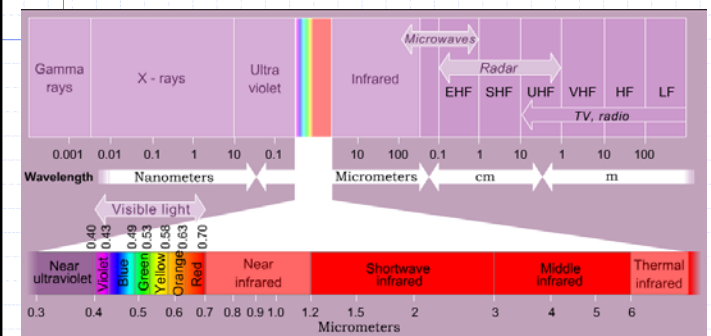 Microwaves
Gamma rays
X - rays
Ultra violet
Infrared
Radar
EHF SHF UHF VHF HF LF
TV, radio
0.001 0.01 0.1 1 10 0.1 10 100 0.1 1 10 1 10 100
Wavelength Nanometers Micrometers cm m
Visible light
0.40 0.43 0.49 0.53 0.58 0.63 0.70
Near ultraviolet
Violet
Blue
Green
Yellow
Orange
Red
Near infrared
Shortwave infrared
Middle infrared
Thermal infrared
0.3 0.4 0.5 0.6 0.7 0.8 0.9 1.0 1.2 1.5 2 3 4 5 6
Micrometers